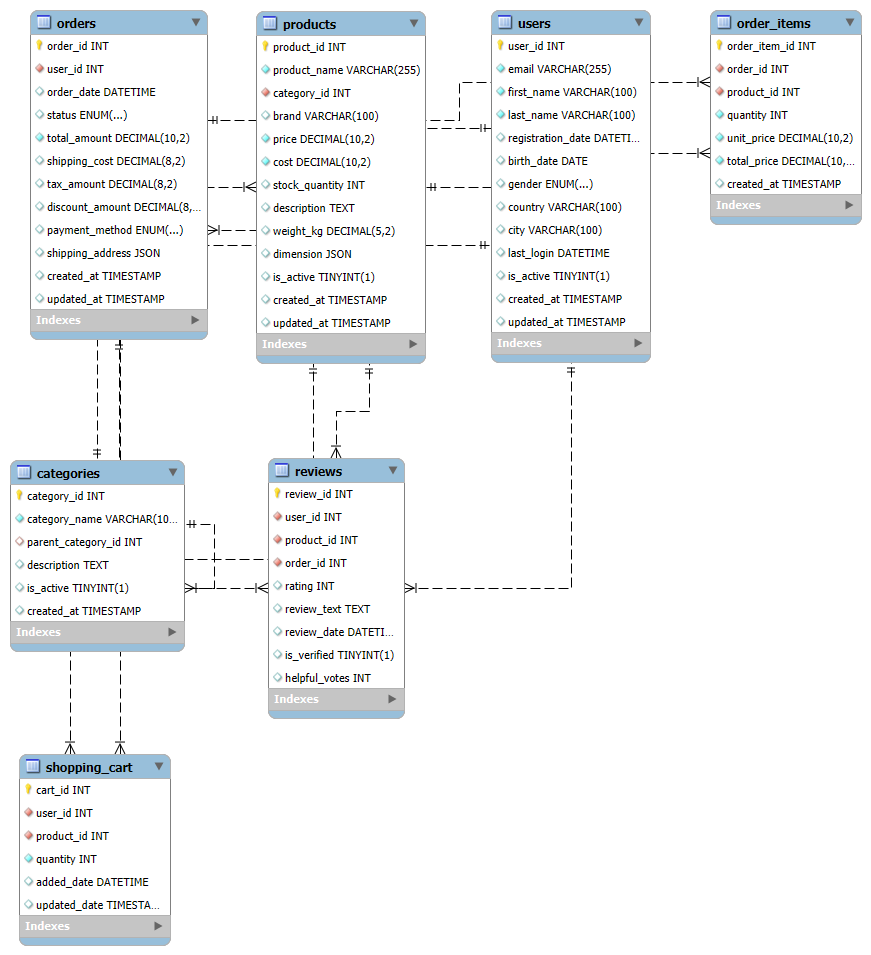 orders
order_id INT
user_id INT
order_date DATETIME
status ENUM(...)
total_amount DECIMAL(10,2)
shipping_cost DECIMAL(8,2)
tax_amount DECIMAL(8,2)
discount_amount DECIMAL(8,...
payment_method ENUM(...)
shipping_address JSON
created_at TIMESTAMP
updated_at TIMESTAMP
Indexes
products
product_id INT
product_name VARCHAR(255)
category_id INT
brand VARCHAR(100)
price DECIMAL(10,2)
cost DECIMAL(10,2)
stock_quantity INT
description TEXT
weight_kg DECIMAL(5,2)
dimension JSON
is_active TINYINT(1)
created_at TIMESTAMP
updated_at TIMESTAMP
Indexes
users
user_id INT
email VARCHAR(255)
first_name VARCHAR(100)
last_name VARCHAR(100)
registration_date DATETI...
birth_date DATE
gender ENUM(...)
country VARCHAR(100)
city VARCHAR(100)
last_login DATETIME
is_active TINYINT(1)
created_at TIMESTAMP
updated_at TIMESTAMP
Indexes
order_items
order_item_id INT
order_id INT
product_id INT
quantity INT
unit_price DECIMAL(10,2)
total_price DECIMAL(10,...
created_at TIMESTAMP
Indexes
categories
category_id INT
category_name VARCHAR(10...
parent_category_id INT
description TEXT
is_active TINYINT(1)
created_at TIMESTAMP
Indexes
reviews
review_id INT
user_id INT
product_id INT
order_id INT
rating INT
review_text TEXT
review_date DATETI...
is_verified TINYINT(1)
helpful_votes INT
Indexes
shopping_cart
cart_id INT
user_id INT
product_id INT
quantity INT
added_date DATETIME
updated_date TIMESTA...
Indexes